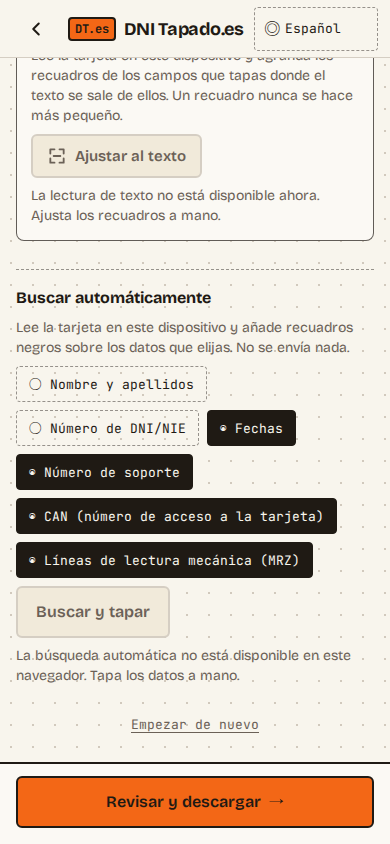 DT.es DNI Tapado.es Español
Lee la tarjeta en este dispositivo y agranda los
recuadros de los campos que tapas donde el
texto se sale de ellos. Un recuadro nunca se hace
más pequeño.
Ajustar al texto
La lectura de texto no está disponible ahora.
Ajusta los recuadros a mano.
Buscar automáticamente
Lee la tarjeta en este dispositivo y añade recuadros
negros sobre los datos que elijas. No se envía nada.
Nombre y apellidos
Número de DNI/NIE Fechas
Número de soporte
CAN (número de acceso a la tarjeta)
Líneas de lectura mecánica (MRZ)
Buscar y tapar
La búsqueda automática no está disponible en este
navegador. Tapa los datos a mano.
Empezar de nuevo
Revisar y descargar →